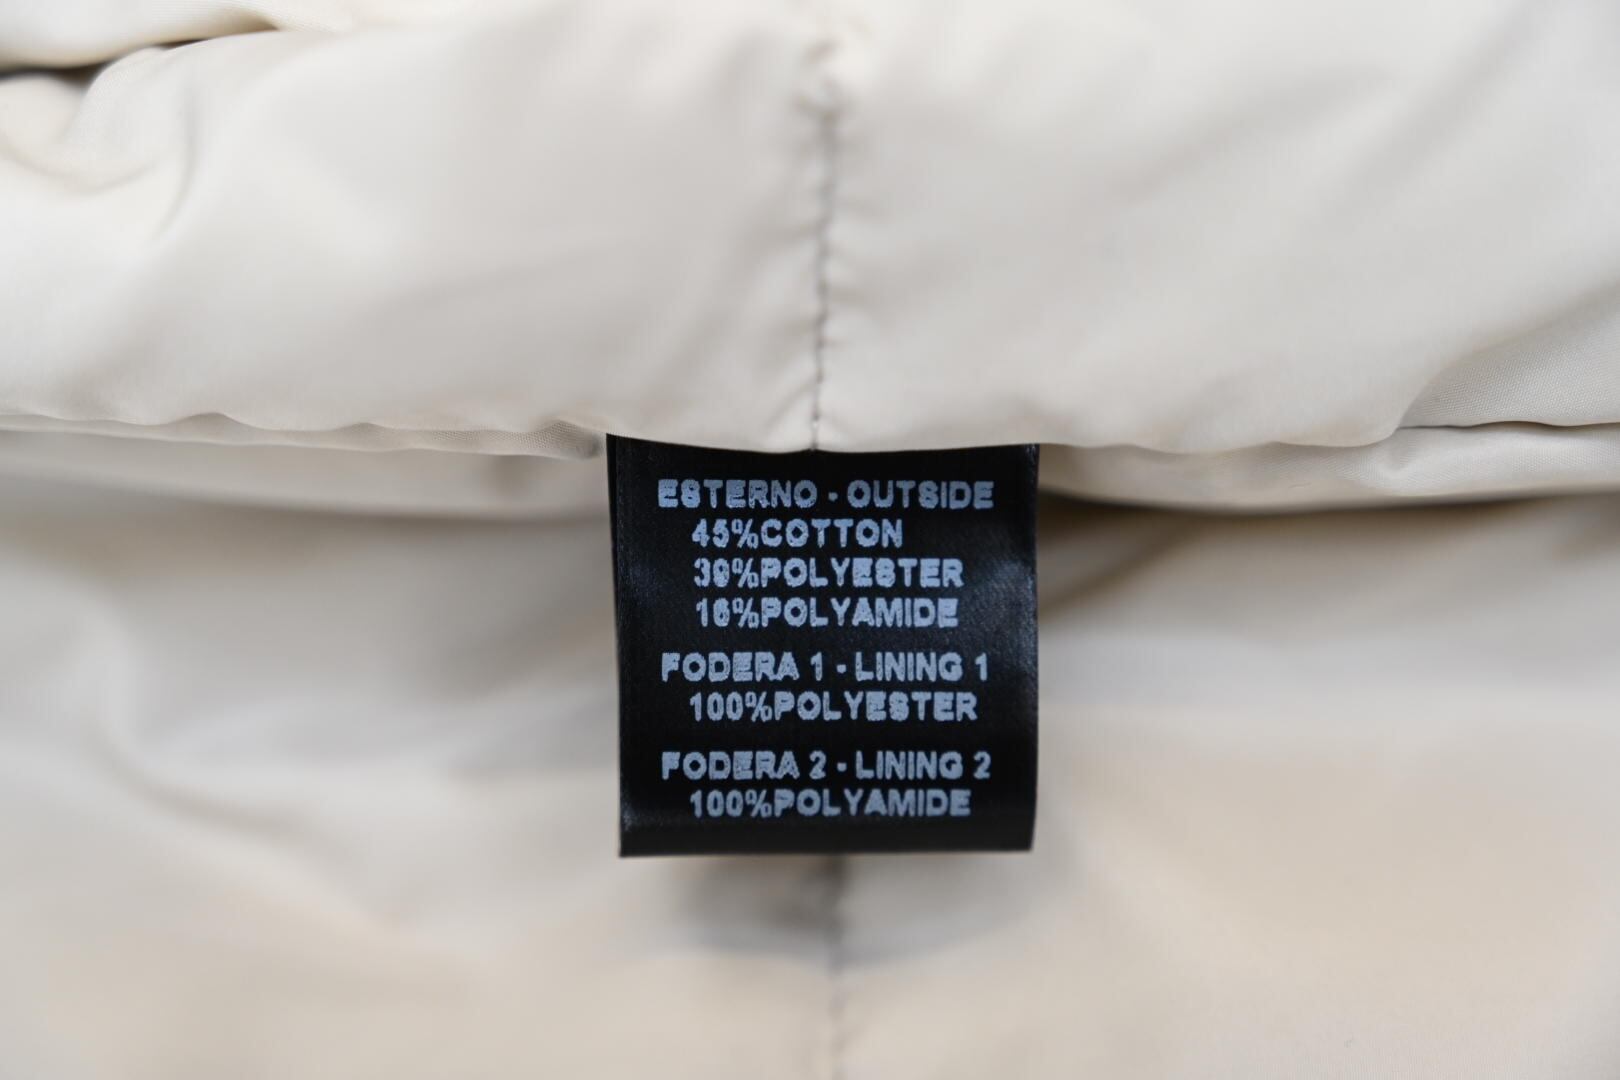 ESTERNO - OUTSIDE
45%COTTON
39%POLYESTER
16%POLYAMIDE
FODERA 1 - LINING 1
100%POLYESTER
FODERA 2 - LINING 2
100%POLYAMIDE